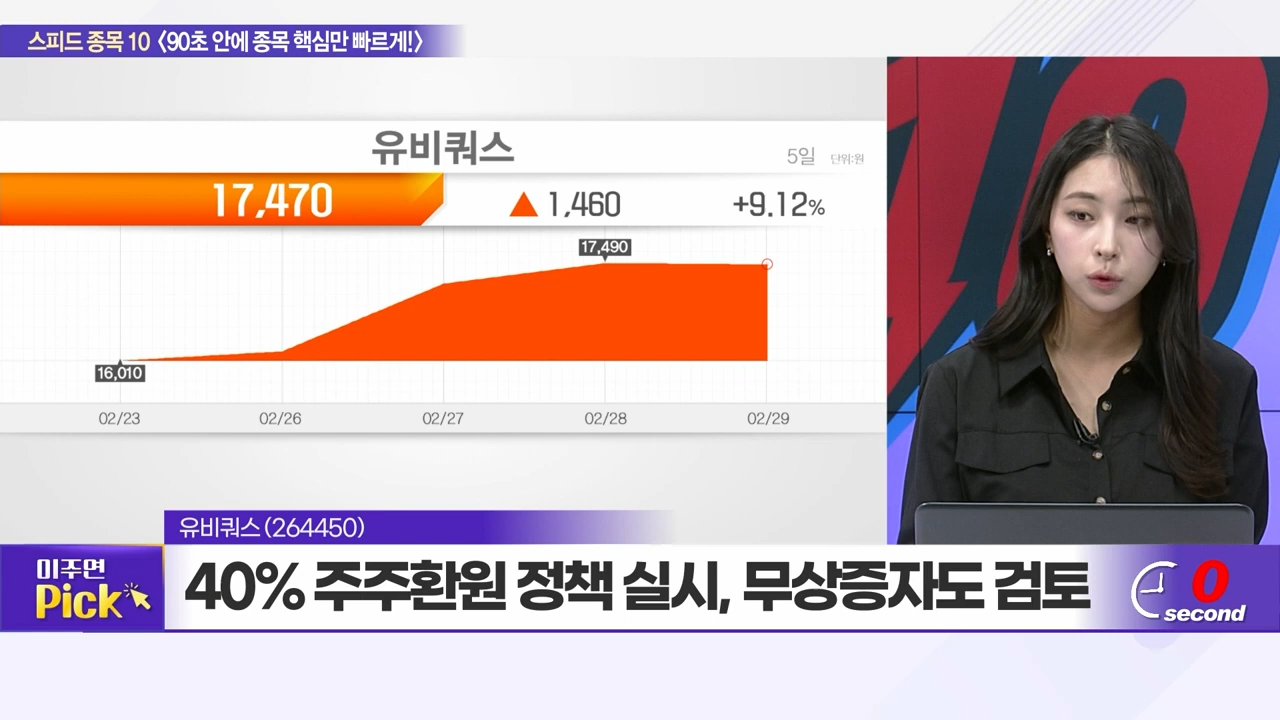 스피드 종목 10 <90초 안에 종목 핵심만 빠르게!>
유비쿼스
5일 단위:원
17,470 ▲ 1,460 +9.12%
17,490
16,010
02/23 02/26 02/27 02/28 02/29
유비쿼스(264450)
미주면
Pick
40% 주주환원 정책 실시, 무상증자도 검토
0
second